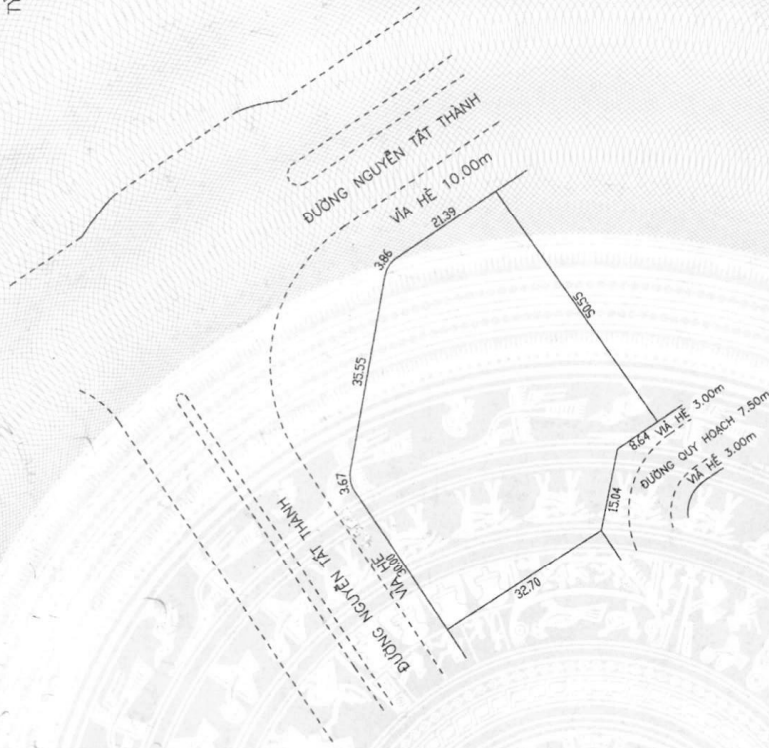 ĐƯỜNG NGUYỄN TẤT THÀNH
VỈA HÈ 10.00m
21.39
3.86
50.55
35.55
3.67
8.64
VỈA HÈ 3.00m
ĐƯỜNG QUY HOẠCH 7.50m
VỈA HÈ 3.00m
15.04
32.70
30.00
VỈA HÈ
ĐƯỜNG NGUYỄN TẤT THÀNH